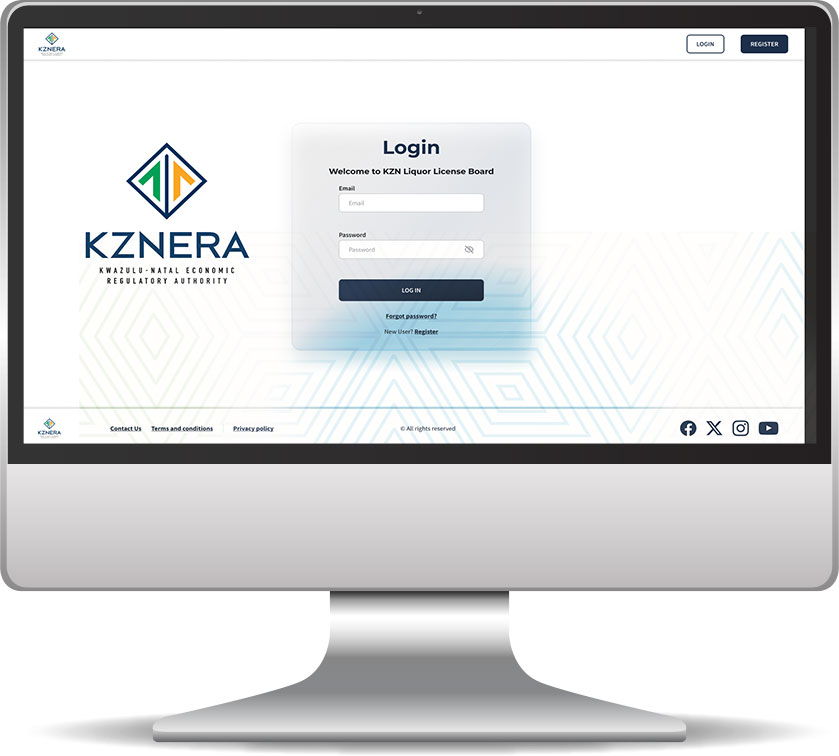 KZNERA
LOGIN
REGISTER
KZNERA
KWAZULU-NATAL ECONOMIC
REGULATORY AUTHORITY
Login
Welcome to KZN Liquor License Board
Email
Email
Password
Password
LOG IN
Forgot password?
New User? Register
KZNERA
Contact Us
Terms and conditions
Privacy policy
© All rights reserved